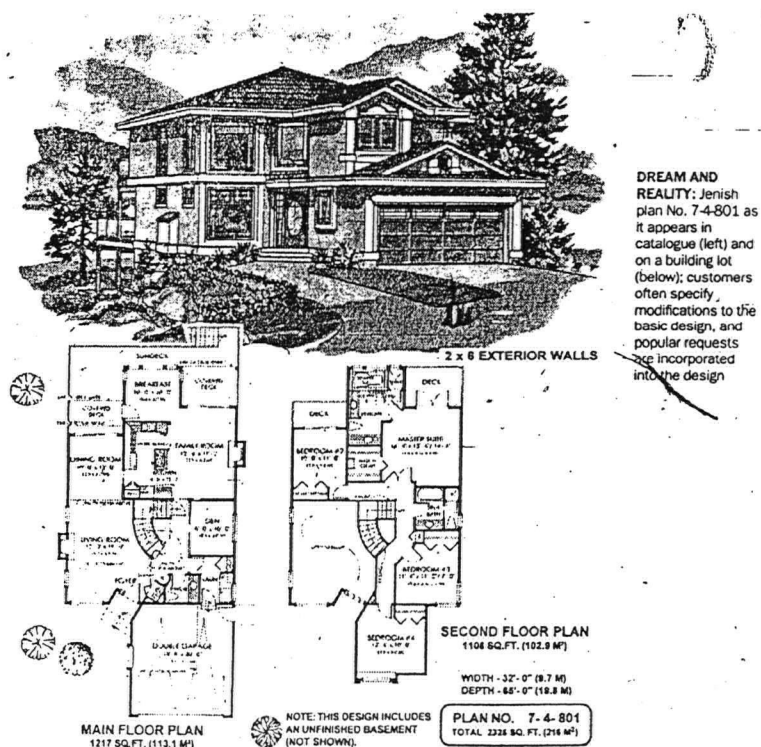 DREAM AND
REALITY: Jenish
plan No. 7-4-801 as
it appears in
catalogue (left) and
on a building lot
(below); customers
often specify
modifications to the
basic design, and
popular requests
are incorporated
into the design
2 x 6 EXTERIOR WALLS
SUNDECK
BREAKFAST
COVERED
DECK
COVERED
DECK
FAMILY ROOM
DINING ROOM
KITCHEN
DEN
LIVING ROOM
FOYER
DOUBLE GARAGE
MAIN FLOOR PLAN
1217 SQ.FT. (113.1 M²)
DECK
DECK
MASTER SUITE
BEDROOM #2
BEDROOM #3
BEDROOM #4
SECOND FLOOR PLAN
1108 SQ.FT. (102.9 M²)
WIDTH - 32'- 0" (9.7 M)
DEPTH - 65'- 0" (19.8 M)
NOTE: THIS DESIGN INCLUDES
AN UNFINISHED BASEMENT
(NOT SHOWN).
PLAN NO. 7- 4- 801
TOTAL 2325 SQ. FT. (216 M²)